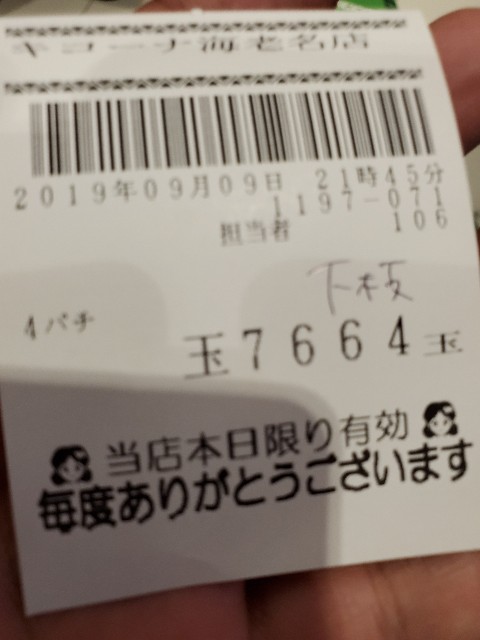 キコーナ海老名店
2019年09月09日 21時45分
1197-071
担当者 106
下枝
4パチ
玉7664玉
当店本日限り有効
毎度ありがとうございます